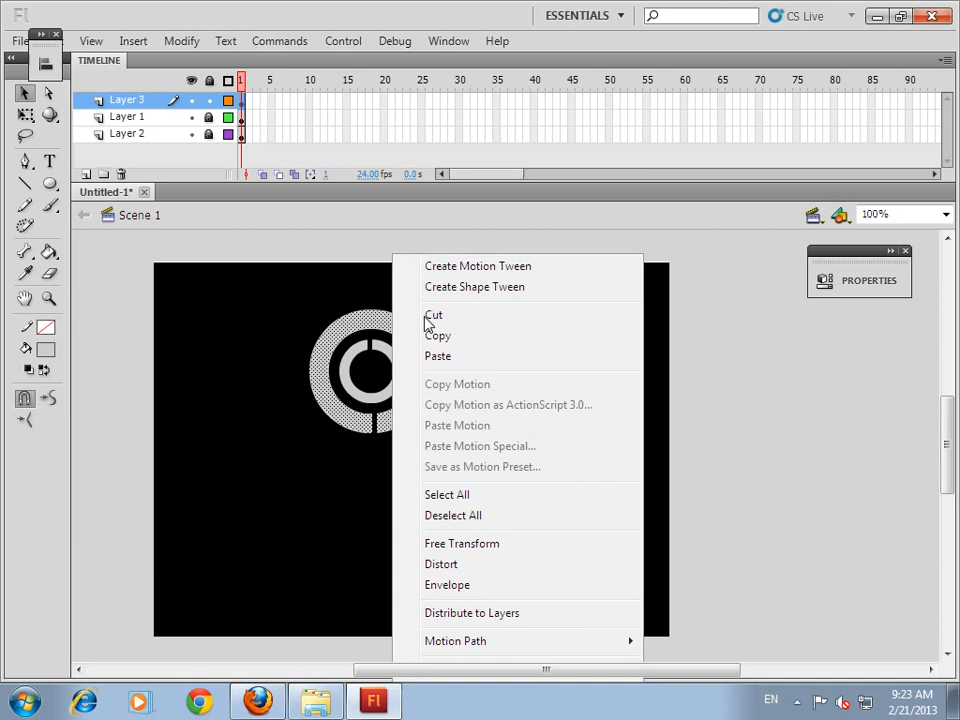 Fl
ESSENTIALS
CS Live
File
View
Insert
Modify
Text
Commands
Control
Debug
Window
Help
TIMELINE
1 5 10 15 20 25 30 35 40 45 50 55 60 65 70 75 80 85 90
Layer 3
Layer 1
Layer 2
1 24.00 fps 0.0 s
Untitled-1*
Scene 1
100%
PROPERTIES
Create Motion Tween
Create Shape Tween
Cut
Copy
Paste
Copy Motion
Copy Motion as ActionScript 3.0...
Paste Motion
Paste Motion Special...
Save as Motion Preset...
Select All
Deselect All
Free Transform
Distort
Envelope
Distribute to Layers
Motion Path
Fl
EN
9:23 AM
2/21/2013